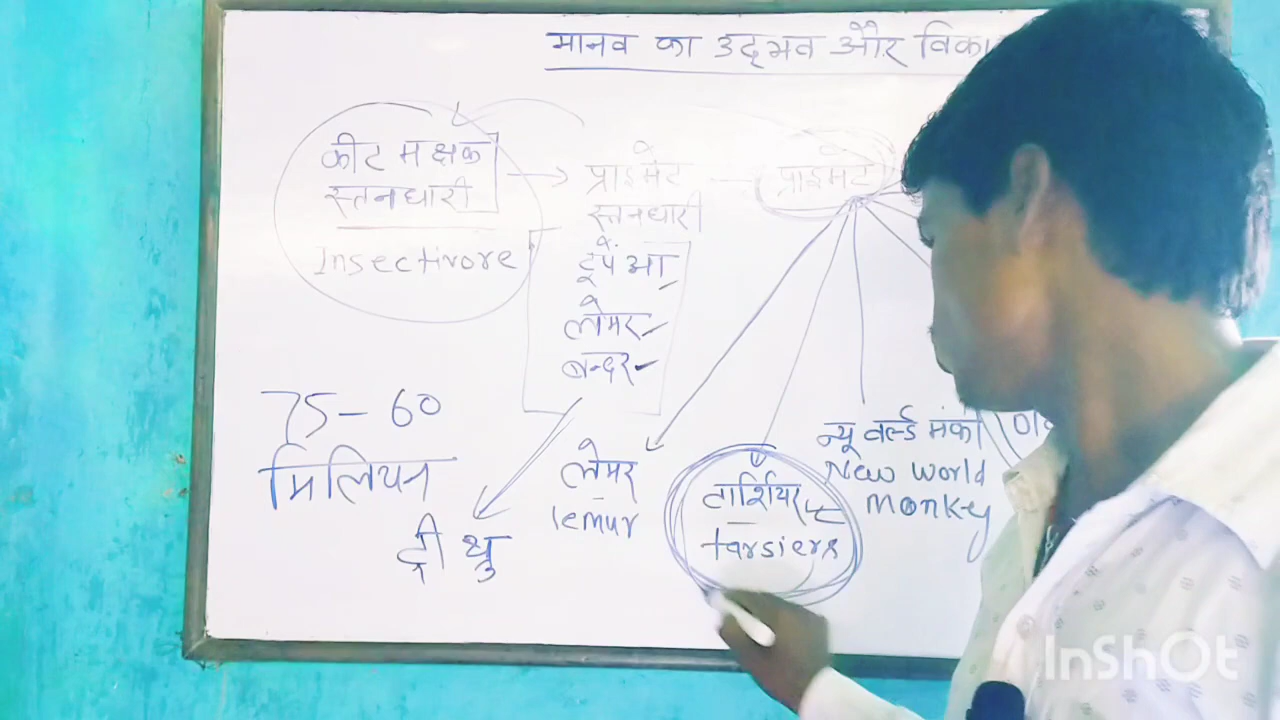 मानव का उद्भव और विका
कीट भक्षक
स्तनधारी
Insectivore
प्राइमेट
स्तनधारी
टूपैआ
लेमर
बन्दर
प्राइमेट
75-60
मिलियन
ट्री थ्रु
लेमर
lemur
टार्शियर
tarsiers
न्यू वर्ल्ड मंकी
New world
monkey
InShOt